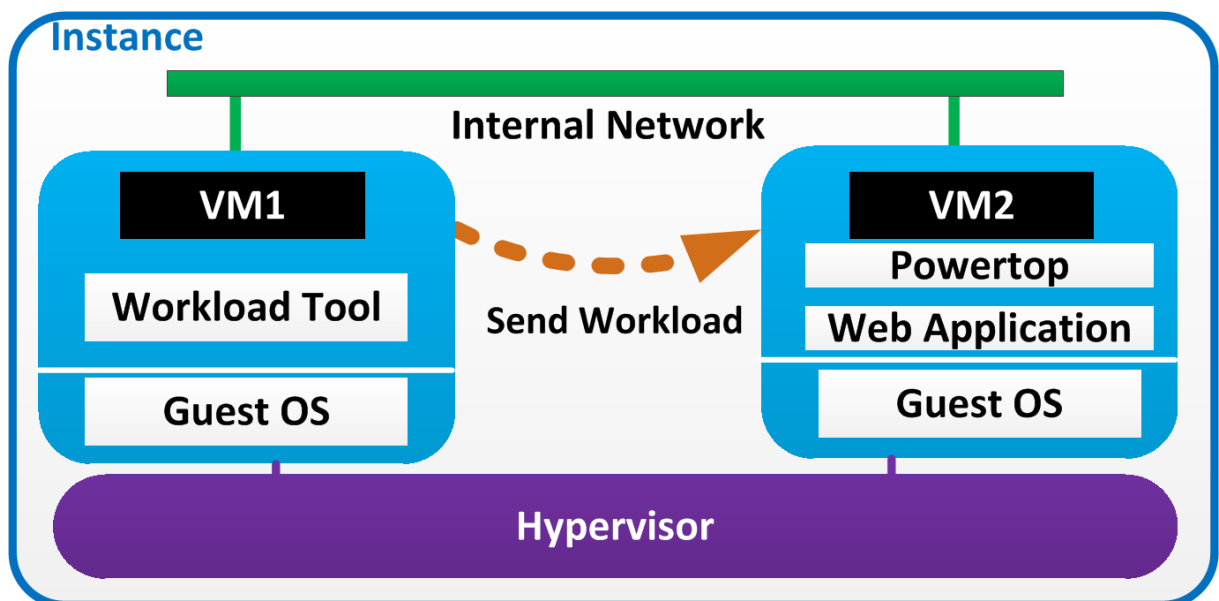 Instance
Internal Network
VM1
VM2
Powertop
Workload Tool
Send Workload
Web Application
Guest OS
Guest OS
Hypervisor